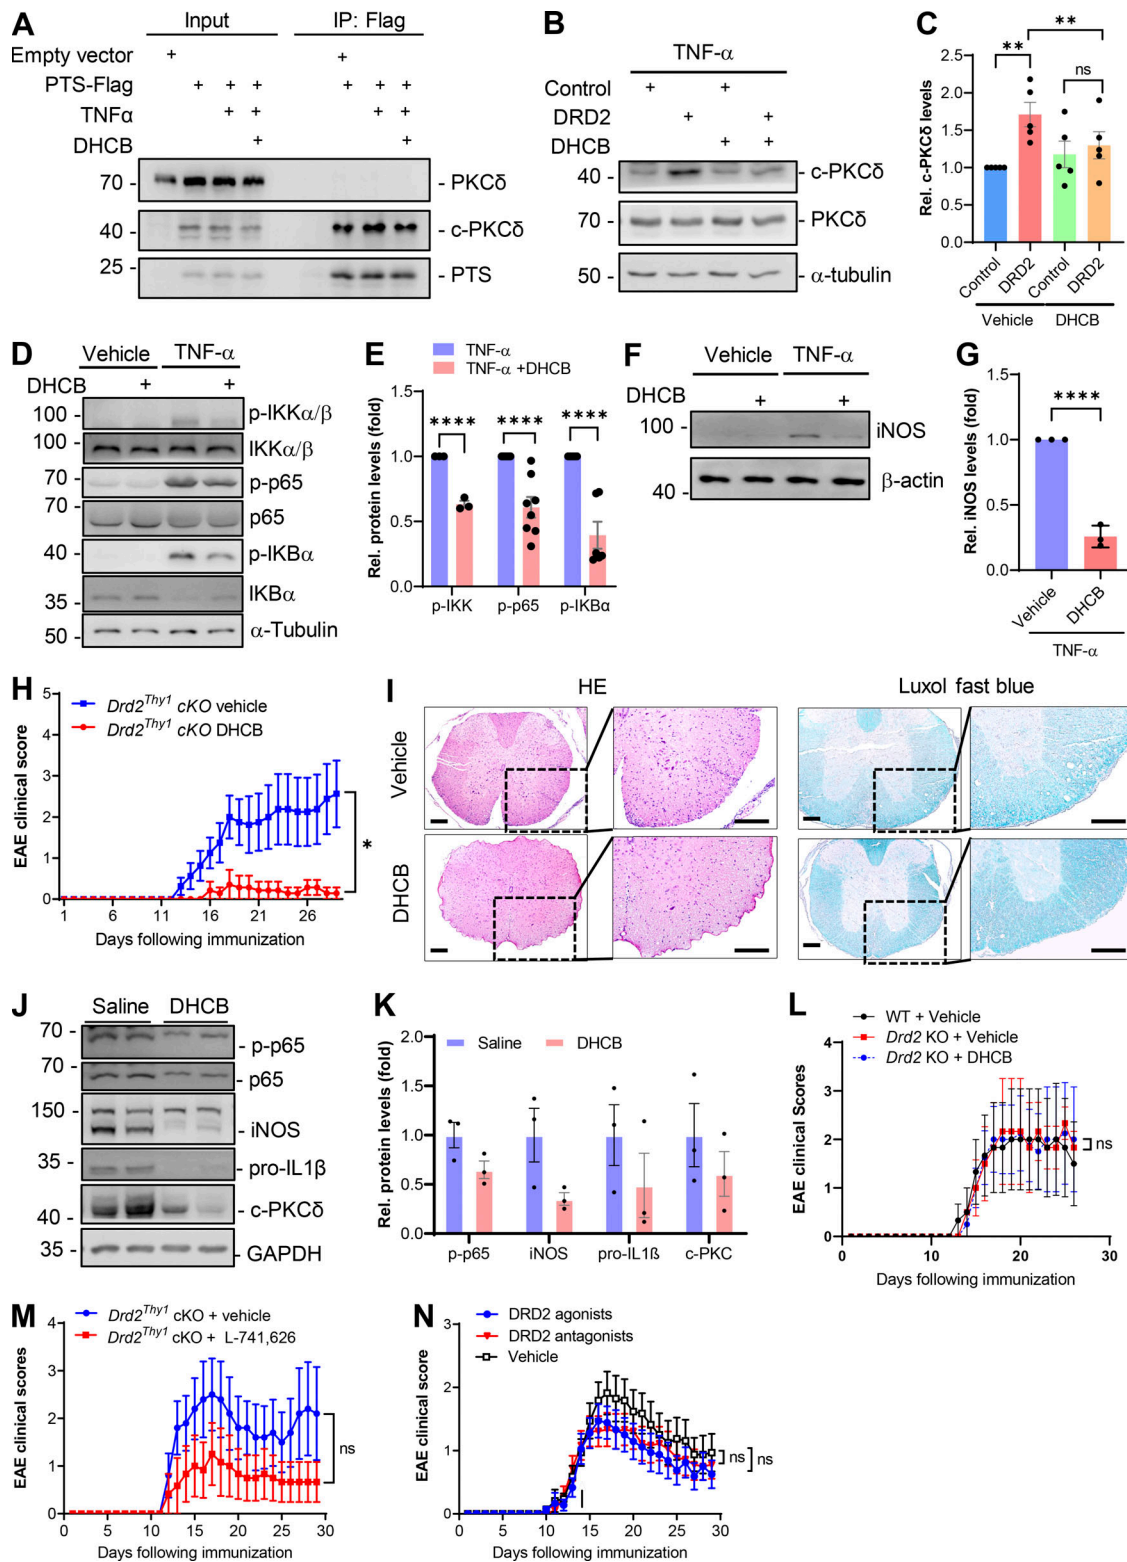 A
Input
IP: Flag
Empty vector + +
PTS-Flag + + + + + +
TNFα + + + +
DHCB + +
70 - - PKCδ
40 - - c-PKCδ
25 - - PTS
B
TNF-α
Control + +
DRD2 + +
DHCB + +
40 - - c-PKCδ
70 - - PKCδ
50 - - α-tubulin
C
Rel. c-PKCδ levels
2.5
2.0
1.5
1.0
0.5
0.0
** **
ns
Control DRD2 Control DRD2
Vehicle DHCB
D
Vehicle TNF-α
DHCB + +
100 - p-IKKα/β
100 - IKKα/β
70 - p-p65
70 - p65
40 - p-IKBα
35 - IKBα
50 - α-Tubulin
E
TNF-α
TNF-α +DHCB
Rel. protein levels (fold)
1.5
1.0
0.5
0.0
**** **** ****
p-IKK p-p65 p-IKBα
F
Vehicle TNF-α
DHCB + +
100 - iNOS
40 - β-actin
G
Rel. iNOS levels (fold)
1.5
1.0
0.5
0.0
****
Vehicle DHCB
TNF-α
H
Drd2Thy1 cKO vehicle
Drd2Thy1 cKO DHCB
EAE clinical score
5
4
3
2
1
0
*
1 6 11 16 21 26
Days following immunization
I
HE Luxol fast blue
Vehicle
DHCB
J
Saline DHCB
70 - - p-p65
70 - - p65
150 - - iNOS
35 - - pro-IL1β
40 - - c-PKCδ
35 - - GAPDH
K
Saline DHCB
Rel. protein levels (fold)
2.0
1.5
1.0
0.5
0.0
p-p65 iNOS pro-IL1ß c-PKC
L
WT + Vehicle
Drd2 KO + Vehicle
Drd2 KO + DHCB
EAE clinical Scores
4
3
2
1
0
ns
0 10 20 30
Days following immunization
M
Drd2Thy1 cKO + vehicle
Drd2Thy1 cKO + L-741,626
EAE clinical scores
4
3
2
1
0
ns
0 5 10 15 20 25 30
Days following immunization
N
DRD2 agonists
DRD2 antagonists
Vehicle
EAE clinical score
3
2
1
0
ns ns
0 5 10 15 20 25 30
Days following immunization